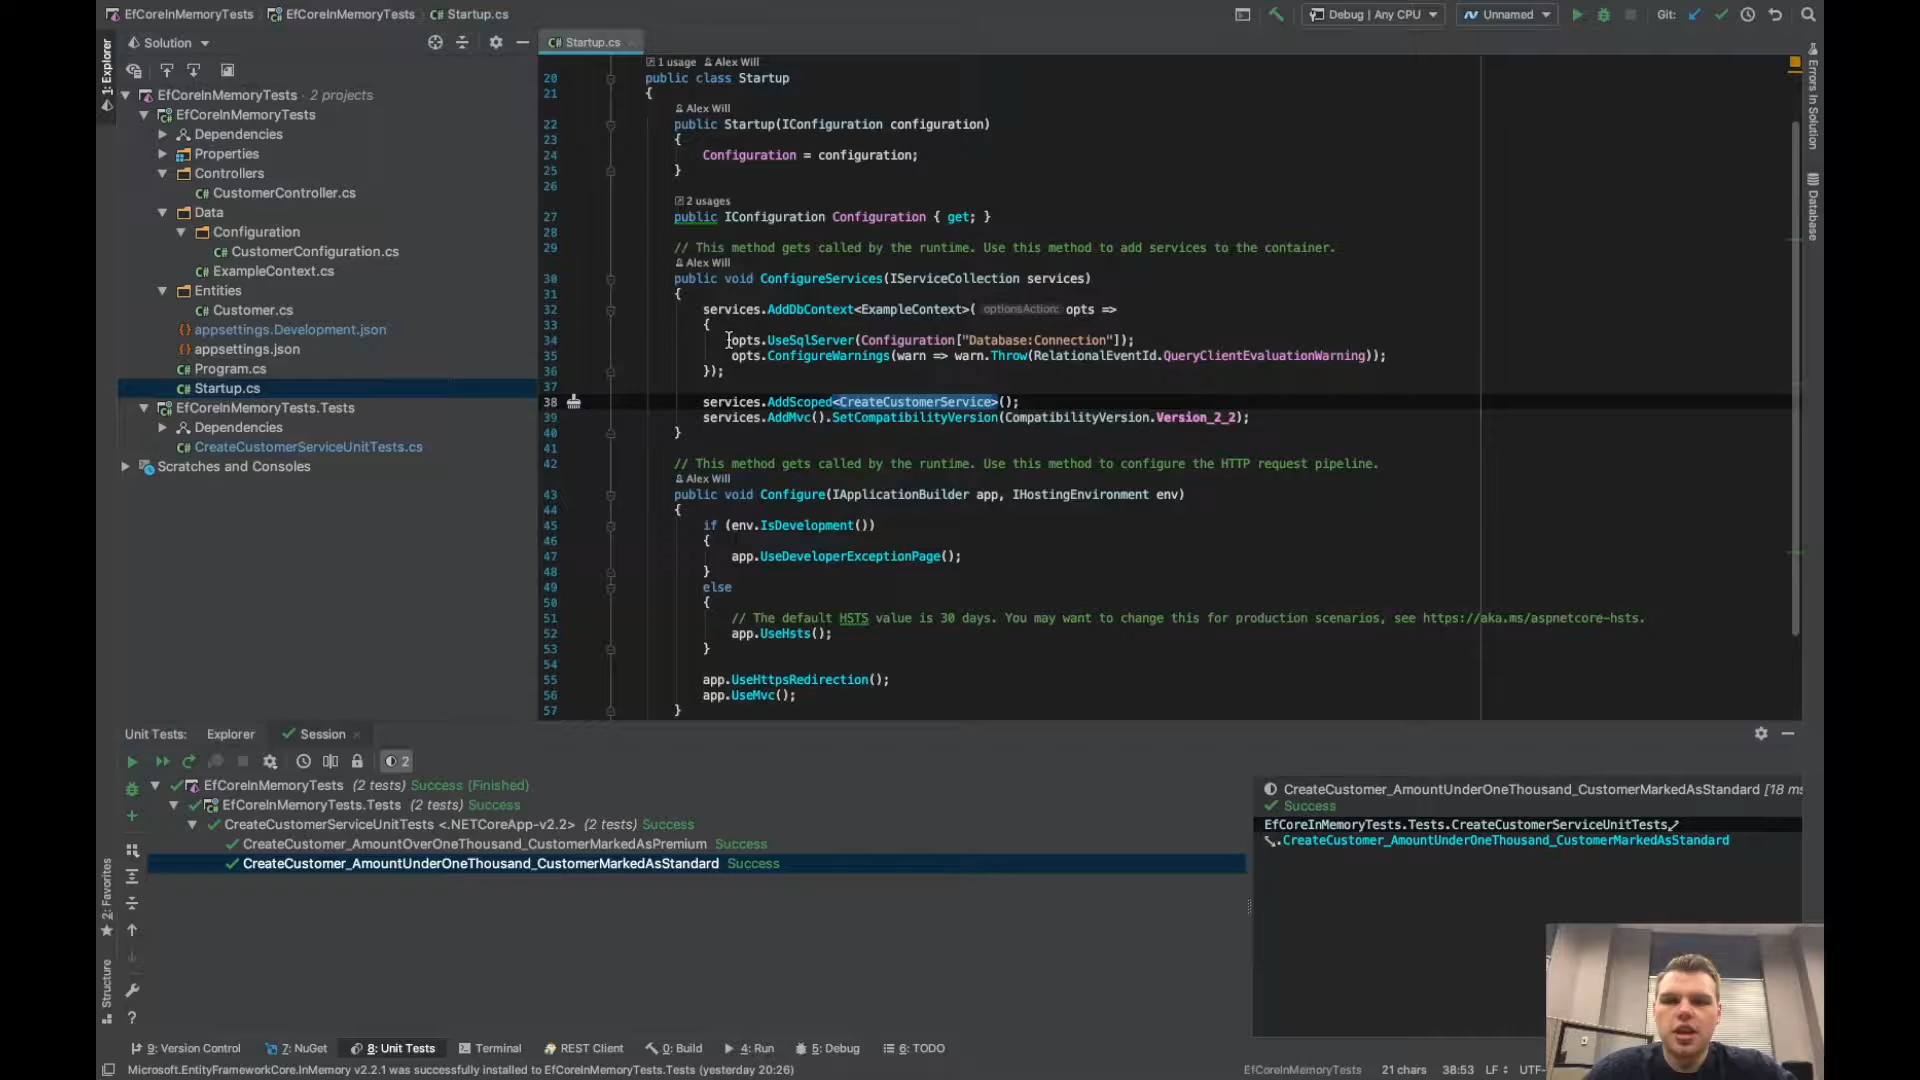 EfCoreInMemoryTests
EfCoreInMemoryTests
C# Startup.cs
Debug | Any CPU
Unnamed
Git:
1: Explorer
Solution
EfCoreInMemoryTests · 2 projects
EfCoreInMemoryTests
Dependencies
Properties
Controllers
C# CustomerController.cs
Data
Configuration
C# CustomerConfiguration.cs
C# ExampleContext.cs
Entities
C# Customer.cs
appsettings.Development.json
appsettings.json
C# Program.cs
C# Startup.cs
EfCoreInMemoryTests.Tests
Dependencies
C# CreateCustomerServiceUnitTests.cs
Scratches and Consoles
C# Startup.cs
1 usage Alex Will
20 public class Startup
21 {
Alex Will
22 public Startup(IConfiguration configuration)
23 {
24 Configuration = configuration;
25 }
26
2 usages
27 public IConfiguration Configuration { get; }
28
29 // This method gets called by the runtime. Use this method to add services to the container.
Alex Will
30 public void ConfigureServices(IServiceCollection services)
31 {
32 services.AddDbContext<ExampleContext>( optionsAction: opts =>
33 {
34 opts.UseSqlServer(Configuration["Database:Connection"]);
35 opts.ConfigureWarnings(warn => warn.Throw(RelationalEventId.QueryClientEvaluationWarning));
36 });
37
38 services.AddScoped<CreateCustomerService>();
39 services.AddMvc().SetCompatibilityVersion(CompatibilityVersion.Version_2_2);
40 }
41
42 // This method gets called by the runtime. Use this method to configure the HTTP request pipeline.
Alex Will
43 public void Configure(IApplicationBuilder app, IHostingEnvironment env)
44 {
45 if (env.IsDevelopment())
46 {
47 app.UseDeveloperExceptionPage();
48 }
49 else
50 {
51 // The default HSTS value is 30 days. You may want to change this for production scenarios, see https://aka.ms/aspnetcore-hsts.
52 app.UseHsts();
53 }
54
55 app.UseHttpsRedirection();
56 app.UseMvc();
57 }
Errors In Solution
Database
Unit Tests:
Explorer
Session
2
EfCoreInMemoryTests (2 tests) Success (Finished)
EfCoreInMemoryTests.Tests (2 tests) Success
CreateCustomerServiceUnitTests <.NETCoreApp-v2.2> (2 tests) Success
CreateCustomer_AmountOverOneThousand_CustomerMarkedAsPremium Success
CreateCustomer_AmountUnderOneThousand_CustomerMarkedAsStandard Success
CreateCustomer_AmountUnderOneThousand_CustomerMarkedAsStandard [18 ms
Success
EfCoreInMemoryTests.Tests.CreateCustomerServiceUnitTests
.CreateCustomer_AmountUnderOneThousand_CustomerMarkedAsStandard
2: Favorites
Structure
?
9: Version Control
7: NuGet
8: Unit Tests
Terminal
REST Client
0: Build
4: Run
5: Debug
6: TODO
Microsoft.EntityFrameworkCore.InMemory v2.2.1 was successfully installed to EfCoreInMemoryTests.Tests (yesterday 20:26)
EfCoreInMemoryTests
21 chars
38:53
LF
UTF-